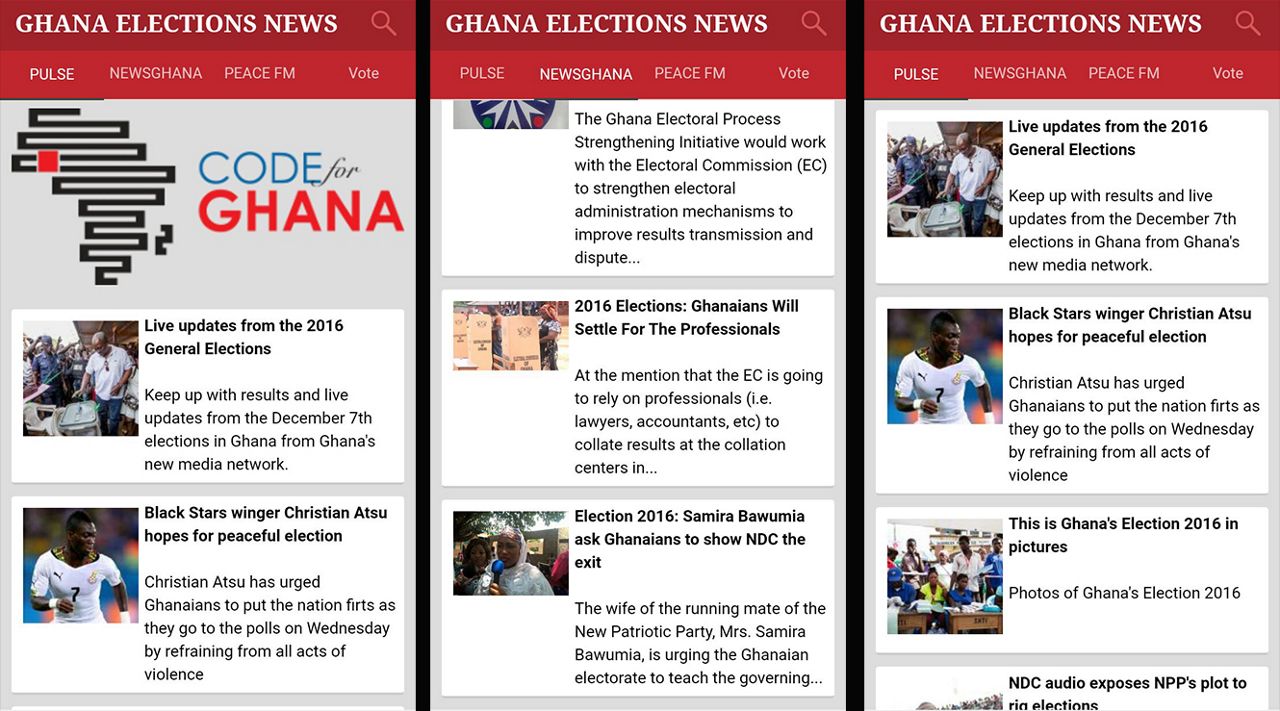 GHANA ELECTIONS NEWS
PULSE NEWSGHANA PEACE FM Vote
CODE for
GHANA
Live updates from the 2016
General Elections
Keep up with results and live
updates from the December 7th
elections in Ghana from Ghana's
new media network.
Black Stars winger Christian Atsu
hopes for peaceful election
7
Christian Atsu has urged
Ghanaians to put the nation firts as
they go to the polls on Wednesday
by refraining from all acts of
violence
GHANA ELECTIONS NEWS
PULSE NEWSGHANA PEACE FM Vote
The Ghana Electoral Process
Strengthening Initiative would work
with the Electoral Commission (EC)
to strengthen electoral
administration mechanisms to
improve results transmission and
dispute...
2016 Elections: Ghanaians Will
Settle For The Professionals
At the mention that the EC is going
to rely on professionals (i.e.
lawyers, accountants, etc) to
collate results at the collation
centers in...
Election 2016: Samira Bawumia
ask Ghanaians to show NDC the
exit
The wife of the running mate of the
New Patriotic Party, Mrs. Samira
Bawumia, is urging the Ghanaian
electorate to teach the governing...
GHANA ELECTIONS NEWS
PULSE NEWSGHANA PEACE FM Vote
Live updates from the 2016
General Elections
Keep up with results and live
updates from the December 7th
elections in Ghana from Ghana's
new media network.
Black Stars winger Christian Atsu
hopes for peaceful election
7
Christian Atsu has urged
Ghanaians to put the nation firts as
they go to the polls on Wednesday
by refraining from all acts of
violence
This is Ghana's Election 2016 in
pictures
Photos of Ghana's Election 2016
NDC audio exposes NPP's plot to
rig elections